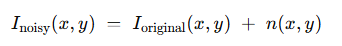 I_noisy(x, y) = I_original(x, y) + n(x, y)